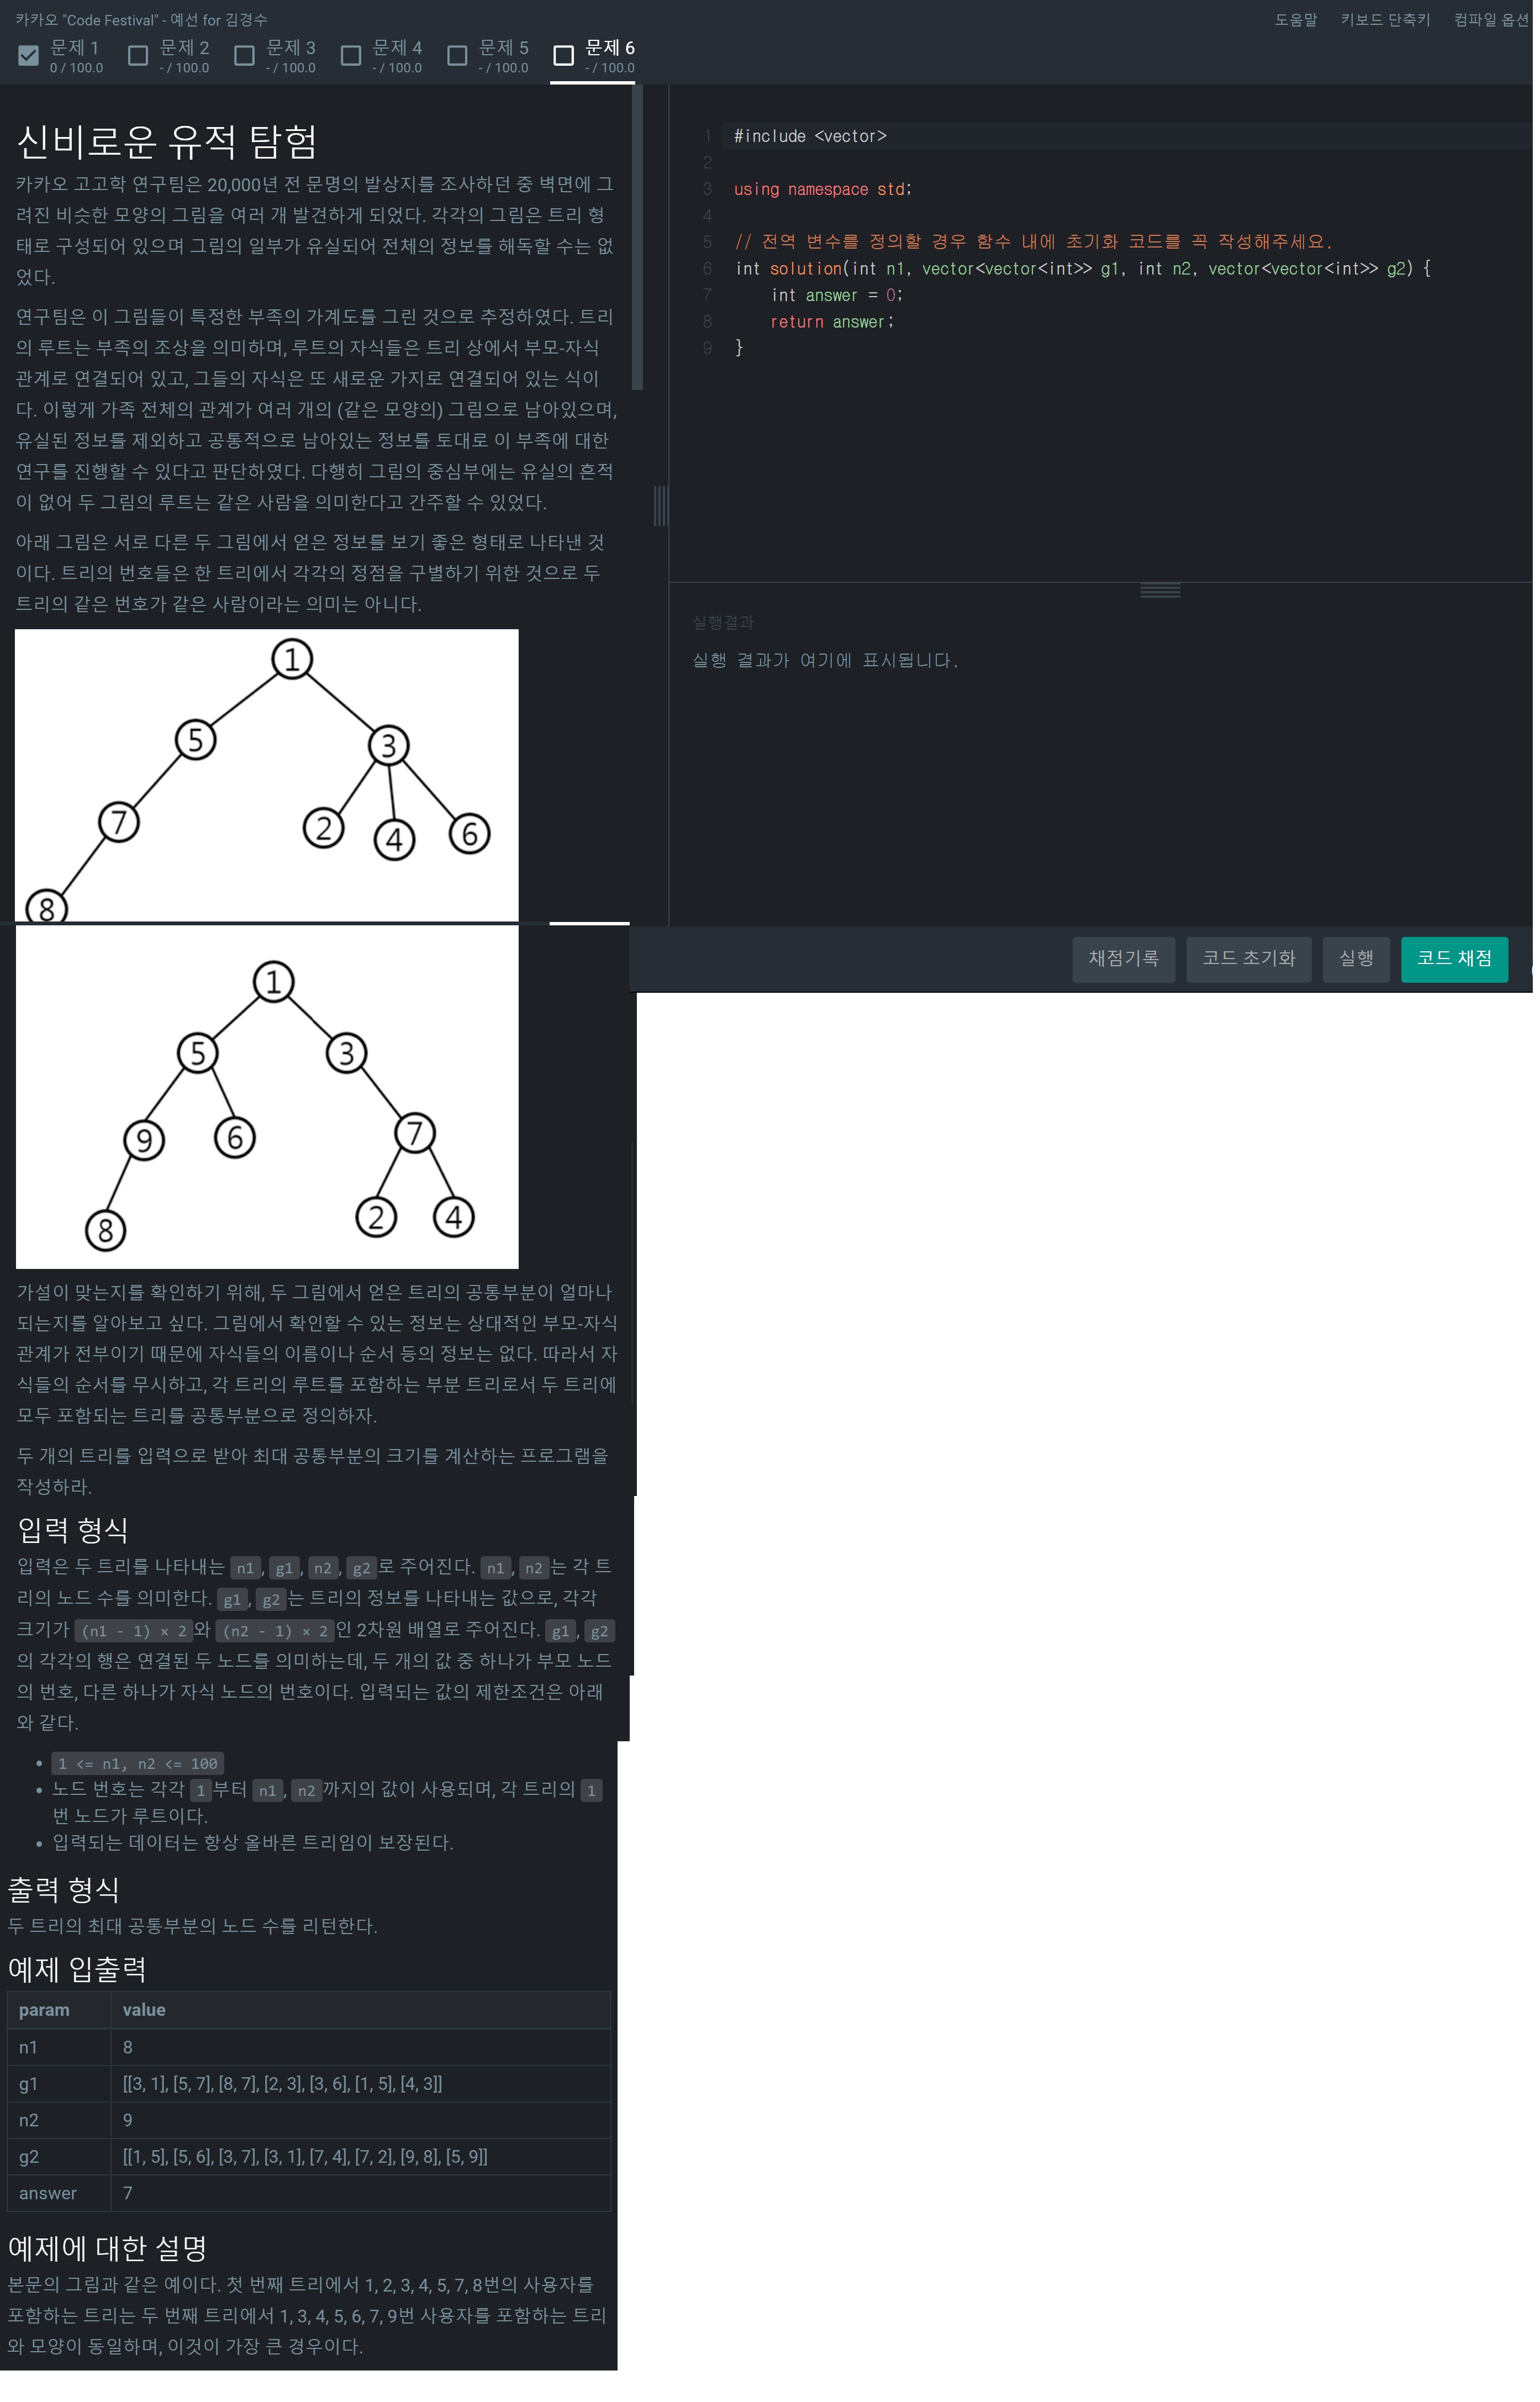 카카오 "Code Festival" - 예선 for 김경수
도움말 키보드 단축키 컴파일 옵션
문제 1 문제 2 문제 3 문제 4 문제 5 문제 6
0 / 100.0 - / 100.0 - / 100.0 - / 100.0 - / 100.0 - / 100.0
신비로운 유적 탐험
카카오 고고학 연구팀은 20,000년 전 문명의 발상지를 조사하던 중 벽면에 그
려진 비슷한 모양의 그림을 여러 개 발견하게 되었다. 각각의 그림은 트리 형
태로 구성되어 있으며 그림의 일부가 유실되어 전체의 정보를 해독할 수는 없
었다.
연구팀은 이 그림들이 특정한 부족의 가계도를 그린 것으로 추정하였다. 트리
의 루트는 부족의 조상을 의미하며, 루트의 자식들은 트리 상에서 부모-자식
관계로 연결되어 있고, 그들의 자식은 또 새로운 가지로 연결되어 있는 식이
다. 이렇게 가족 전체의 관계가 여러 개의 (같은 모양의) 그림으로 남아있으며,
유실된 정보를 제외하고 공통적으로 남아있는 정보를 토대로 이 부족에 대한
연구를 진행할 수 있다고 판단하였다. 다행히 그림의 중심부에는 유실의 흔적
이 없어 두 그림의 루트는 같은 사람을 의미한다고 간주할 수 있었다.
아래 그림은 서로 다른 두 그림에서 얻은 정보를 보기 좋은 형태로 나타낸 것
이다. 트리의 번호들은 한 트리에서 각각의 정점을 구별하기 위한 것으로 두
트리의 같은 번호가 같은 사람이라는 의미는 아니다.
1
5 3
7 2 4 6
8
1
5 3
9 6 7
8 2 4
가설이 맞는지를 확인하기 위해, 두 그림에서 얻은 트리의 공통부분이 얼마나
되는지를 알아보고 싶다. 그림에서 확인할 수 있는 정보는 상대적인 부모-자식
관계가 전부이기 때문에 자식들의 이름이나 순서 등의 정보는 없다. 따라서 자
식들의 순서를 무시하고, 각 트리의 루트를 포함하는 부분 트리로서 두 트리에
모두 포함되는 트리를 공통부분으로 정의하자.
두 개의 트리를 입력으로 받아 최대 공통부분의 크기를 계산하는 프로그램을
작성하라.
입력 형식
입력은 두 트리를 나타내는 n1, g1, n2, g2로 주어진다. n1, n2는 각 트
리의 노드 수를 의미한다. g1, g2는 트리의 정보를 나타내는 값으로, 각각
크기가 (n1 - 1) × 2와 (n2 - 1) × 2인 2차원 배열로 주어진다. g1, g2
의 각각의 행은 연결된 두 노드를 의미하는데, 두 개의 값 중 하나가 부모 노드
의 번호, 다른 하나가 자식 노드의 번호이다. 입력되는 값의 제한조건은 아래
와 같다.
• 1 <= n1, n2 <= 100
• 노드 번호는 각각 1부터 n1, n2까지의 값이 사용되며, 각 트리의 1
번 노드가 루트이다.
• 입력되는 데이터는 항상 올바른 트리임이 보장된다.
출력 형식
두 트리의 최대 공통부분의 노드 수를 리턴한다.
예제 입출력
param value
n1 8
g1 [[3, 1], [5, 7], [8, 7], [2, 3], [3, 6], [1, 5], [4, 3]]
n2 9
g2 [[1, 5], [5, 6], [3, 7], [3, 1], [7, 4], [7, 2], [9, 8], [5, 9]]
answer 7
예제에 대한 설명
본문의 그림과 같은 예이다. 첫 번째 트리에서 1, 2, 3, 4, 5, 7, 8번의 사용자를
포함하는 트리는 두 번째 트리에서 1, 3, 4, 5, 6, 7, 9번 사용자를 포함하는 트리
와 모양이 동일하며, 이것이 가장 큰 경우이다.
1 #include <vector>
2
3 using namespace std;
4
5 // 전역 변수를 정의할 경우 함수 내에 초기화 코드를 꼭 작성해주세요.
6 int solution(int n1, vector<vector<int>> g1, int n2, vector<vector<int>> g2) {
7 int answer = 0;
8 return answer;
9 }
실행결과
실행 결과가 여기에 표시됩니다.
채점기록 코드 초기화 실행 코드 채점